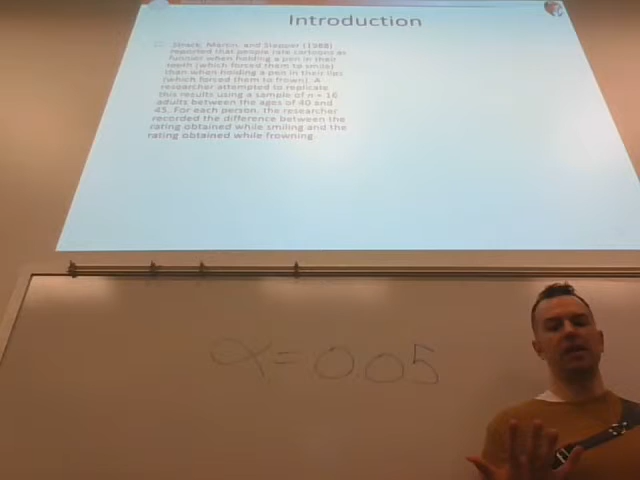 Introduction
Strack, Martin, and Stepper (1988)
reported that people rate cartoons as
funnier when holding a pen in their
teeth (which forced them to smile)
than when holding a pen in their lips
(which forced them to frown). A
researcher attempted to replicate
this results using a sample of n = 16
adults between the ages of 40 and
45. For each person, the researcher
recorded the difference between the
rating obtained while smiling and the
rating obtained while frowning.
α = 0.05